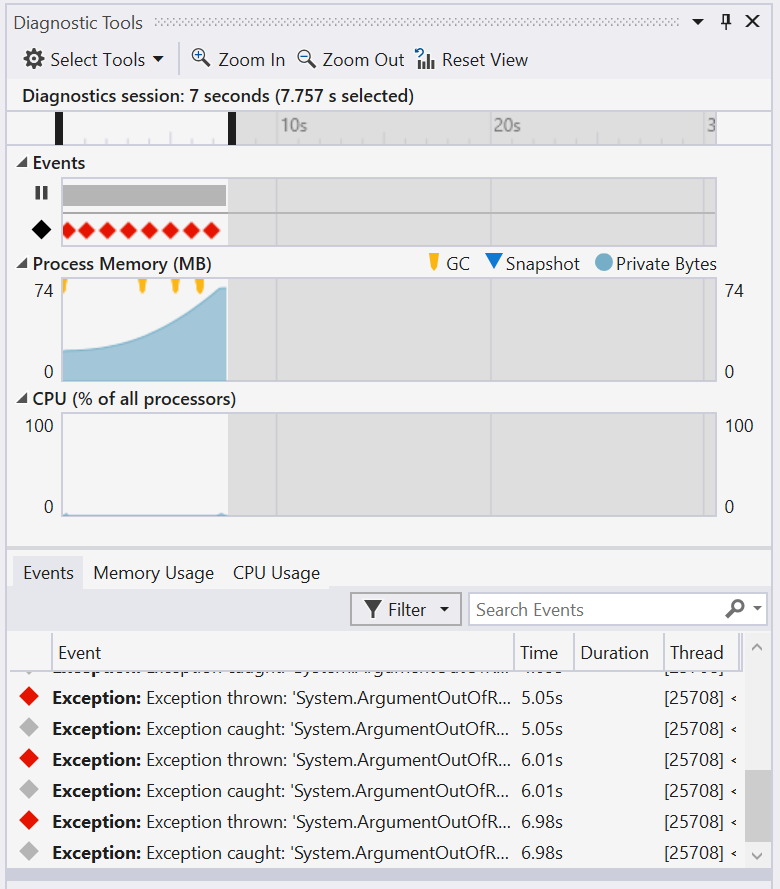 Diagnostic Tools
Select Tools Zoom In Zoom Out Reset View
Diagnostics session: 7 seconds (7.757 s selected)
10s 20s 3
Events
Process Memory (MB) GC Snapshot Private Bytes
74 74
0 0
CPU (% of all processors)
100 100
0 0
Events Memory Usage CPU Usage
Filter Search Events
Event Time Duration Thread
Exception: Exception thrown: 'System.ArgumentOutOfR... 5.05s [25708] <
Exception: Exception caught: 'System.ArgumentOutOfR... 5.05s [25708] <
Exception: Exception thrown: 'System.ArgumentOutOfR... 6.01s [25708] <
Exception: Exception caught: 'System.ArgumentOutOfR... 6.01s [25708] <
Exception: Exception thrown: 'System.ArgumentOutOfR... 6.98s [25708] <
Exception: Exception caught: 'System.ArgumentOutOfR... 6.98s [25708] <